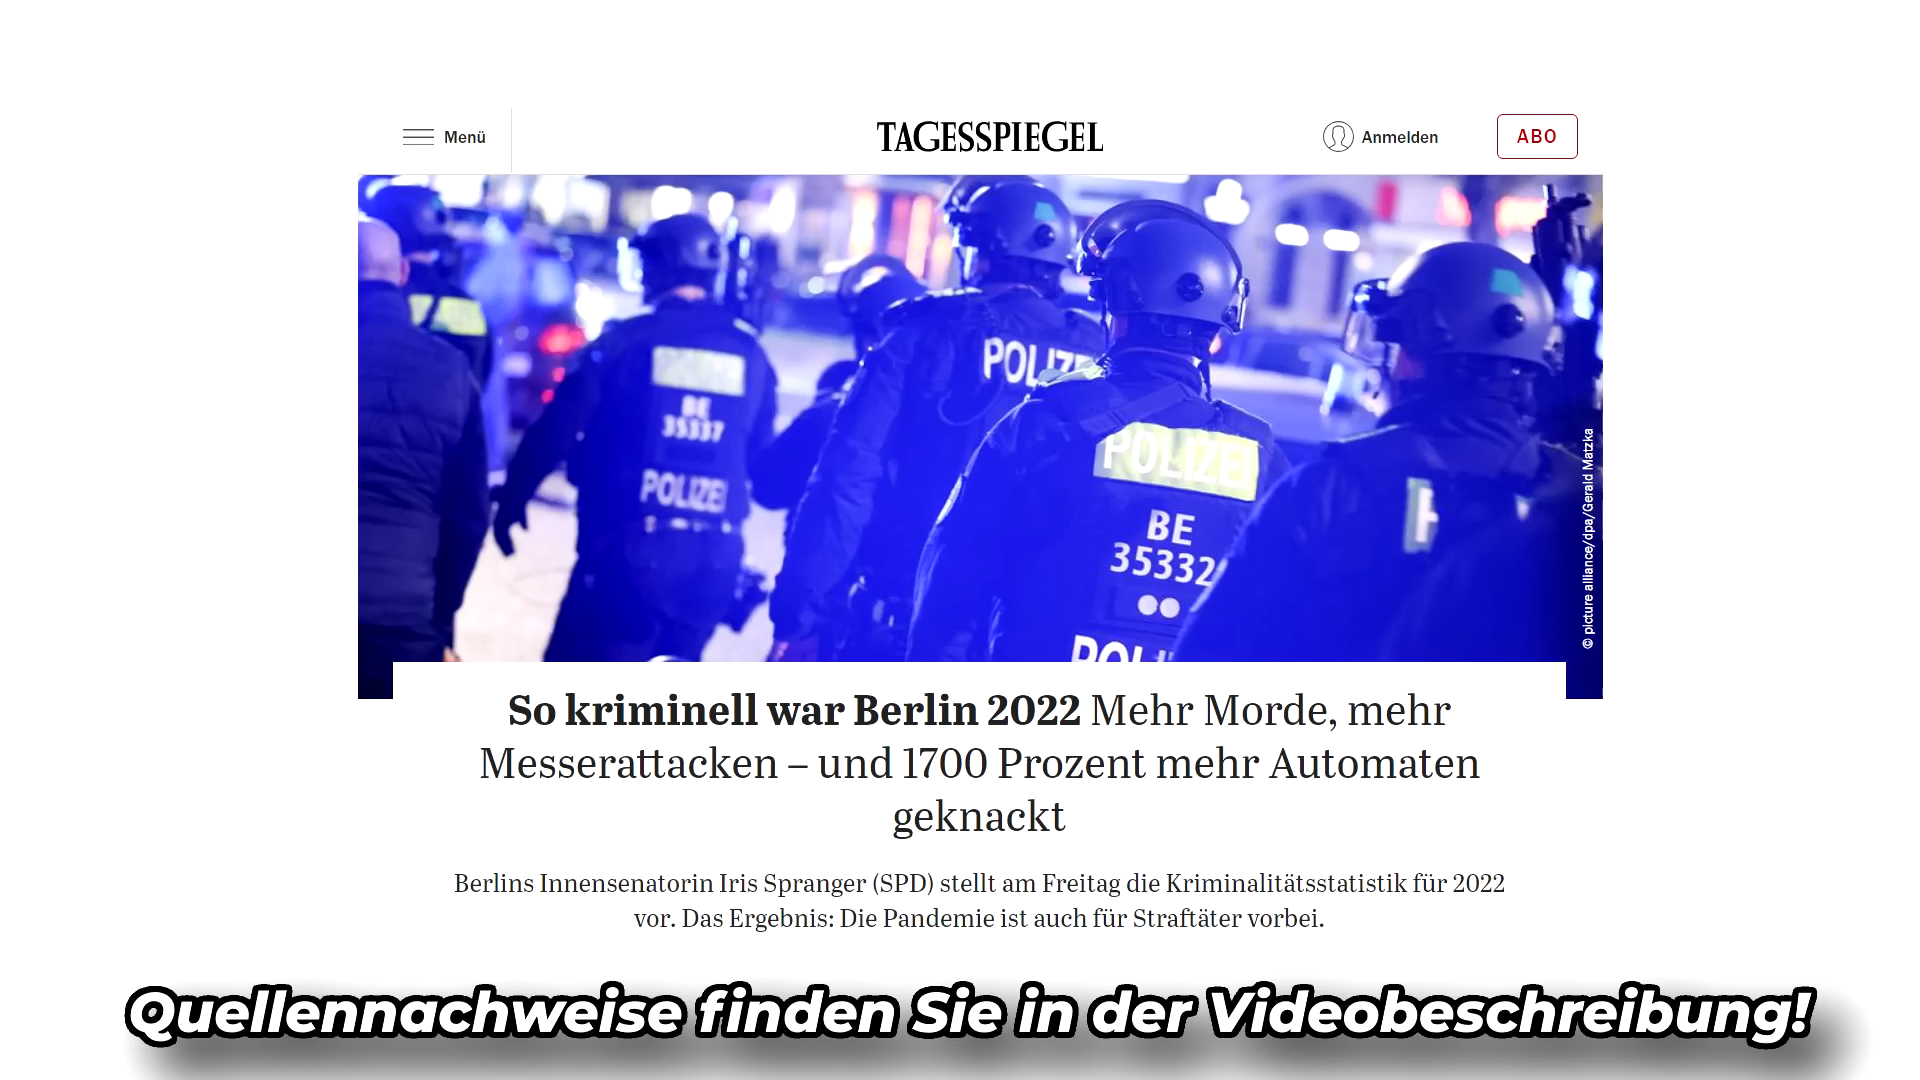 Menü
TAGESSPIEGEL
Anmelden
ABO
POLIZE
BE
35337
POLIZEI
POLIZEI
BE
35332
POLI
© picture alliance/dpa/Gerald Matzka
So kriminell war Berlin 2022 Mehr Morde, mehr
Messerattacken – und 1700 Prozent mehr Automaten
geknackt
Berlins Innensenatorin Iris Spranger (SPD) stellt am Freitag die Kriminalitätsstatistik für 2022
vor. Das Ergebnis: Die Pandemie ist auch für Straftäter vorbei.
Quellennachweise finden Sie in der Videobeschreibung!